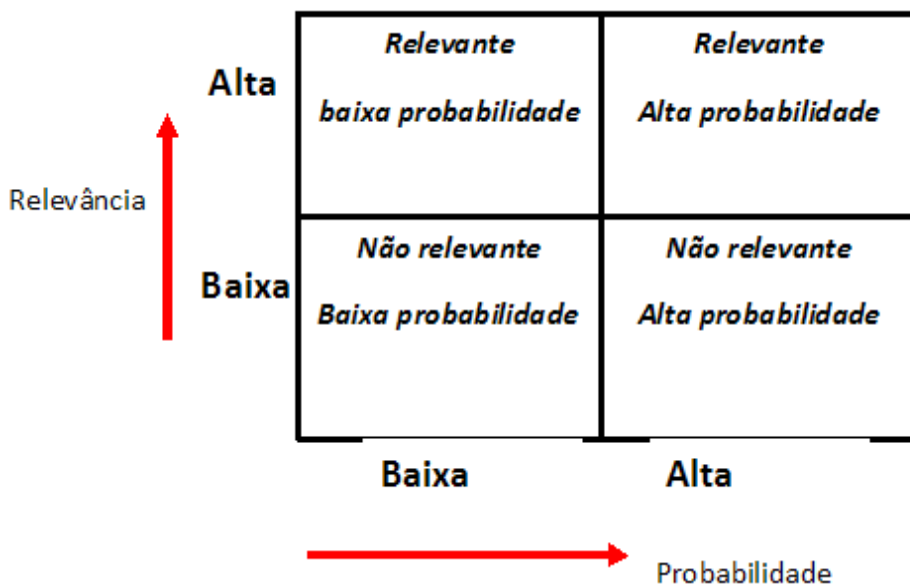 Relevante
Relevante
Alta
baixa probabilidade
Alta probabilidade
Relevância
Não relevante
Não relevante
Baixa
Baixa probabilidade
Alta probabilidade
Baixa
Alta
Probabilidade